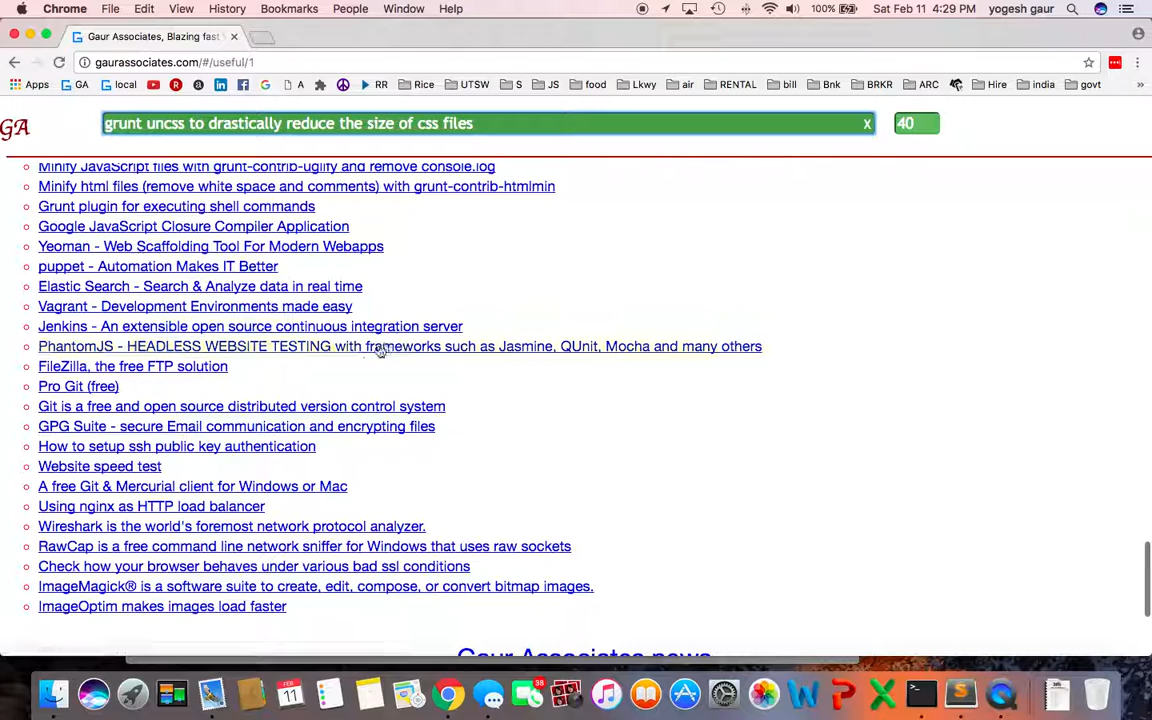 Chrome File Edit View History Bookmarks People Window Help 100% Sat Feb 11 4:29 PM yogesh gaur
Gaur Associates, Blazing fast
gaurassociates.com/#/useful/1
Apps GA local RR Rice UTSW S JS food Lkwy air RENTAL bill Bnk BRKR ARC Hire india govt »
GA grunt uncss to drastically reduce the size of css files x 40
Minify JavaScript files with grunt-contrib-uglify and remove console.log
Minify html files (remove white space and comments) with grunt-contrib-htmlmin
Grunt plugin for executing shell commands
Google JavaScript Closure Compiler Application
Yeoman - Web Scaffolding Tool For Modern Webapps
puppet - Automation Makes IT Better
Elastic Search - Search & Analyze data in real time
Vagrant - Development Environments made easy
Jenkins - An extensible open source continuous integration server
PhantomJS - HEADLESS WEBSITE TESTING with frameworks such as Jasmine, QUnit, Mocha and many others
FileZilla, the free FTP solution
Pro Git (free)
Git is a free and open source distributed version control system
GPG Suite - secure Email communication and encrypting files
How to setup ssh public key authentication
Website speed test
A free Git & Mercurial client for Windows or Mac
Using nginx as HTTP load balancer
Wireshark is the world's foremost network protocol analyzer.
RawCap is a free command line network sniffer for Windows that uses raw sockets
Check how your browser behaves under various bad ssl conditions
ImageMagick® is a software suite to create, edit, compose, or convert bitmap images.
ImageOptim makes images load faster
Gaur Associates news
FEB 11 38